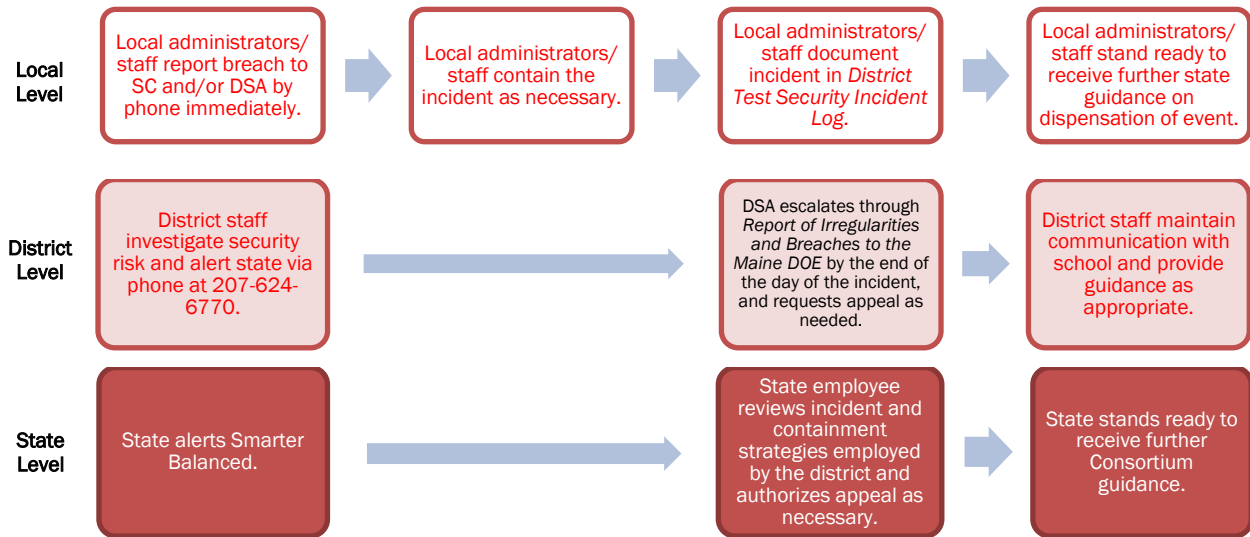 Local
Level
Local administrators/
staff report breach to
SC and/or DSA by
phone immediately.
Local administrators/
staff contain the
incident as necessary.
Local administrators/
staff document
incident in District
Test Security Incident
Log.
Local administrators/
staff stand ready to
receive further state
guidance on
dispensation of event.
District
Level
District staff
investigate security
risk and alert state via
phone at 207-624-
6770.
DSA escalates through
Report of Irregularities
and Breaches to the
Maine DOE by the end of
the day of the incident,
and requests appeal as
needed.
District staff maintain
communication with
school and provide
guidance as
appropriate.
State
Level
State alerts Smarter
Balanced.
State employee
reviews incident and
containment
strategies employed
by the district and
authorizes appeal as
necessary.
State stands ready to
receive further
Consortium
guidance.